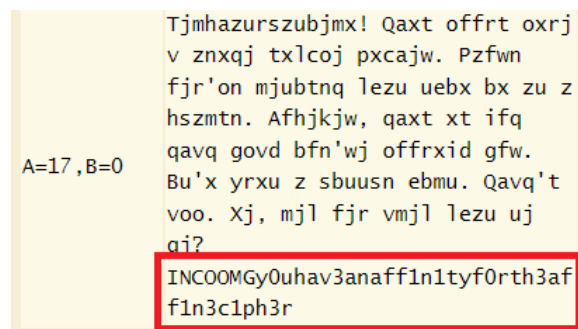 Tjmhazurszubjmx! Qaxt offrt oxrj
v znxqj txlcoj pxcajw. Pzfwn
fjr'on mjubtnq lezu uebx bx zu z
hszmtn. Afhjkjw, qaxt xt ifq
A=17,B=0
qavq govd bfn'wj offrxid gfw.
Bu'x yrxu z sbuusn ebmu. Qavq't
voo. Xj, mjl fjr vmjl lezu uj
qi?
INCOOMGy0uhav3anaff1n1tyf0rth3af
f1n3c1ph3r